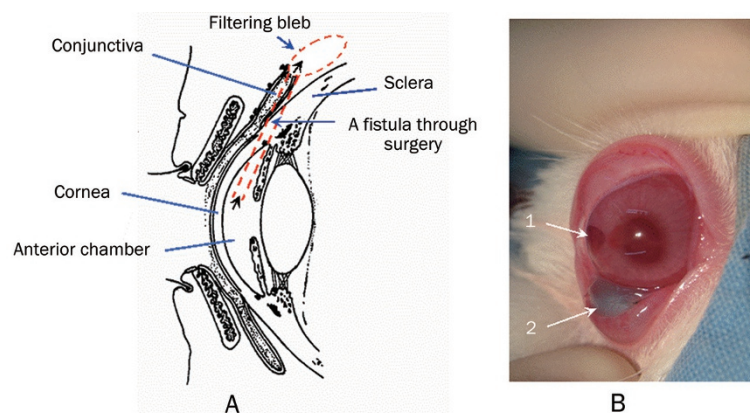 Filtering bleb
Conjunctiva
Sclera
A fistula through
surgery
Cornea
Anterior chamber
1
2
A
B